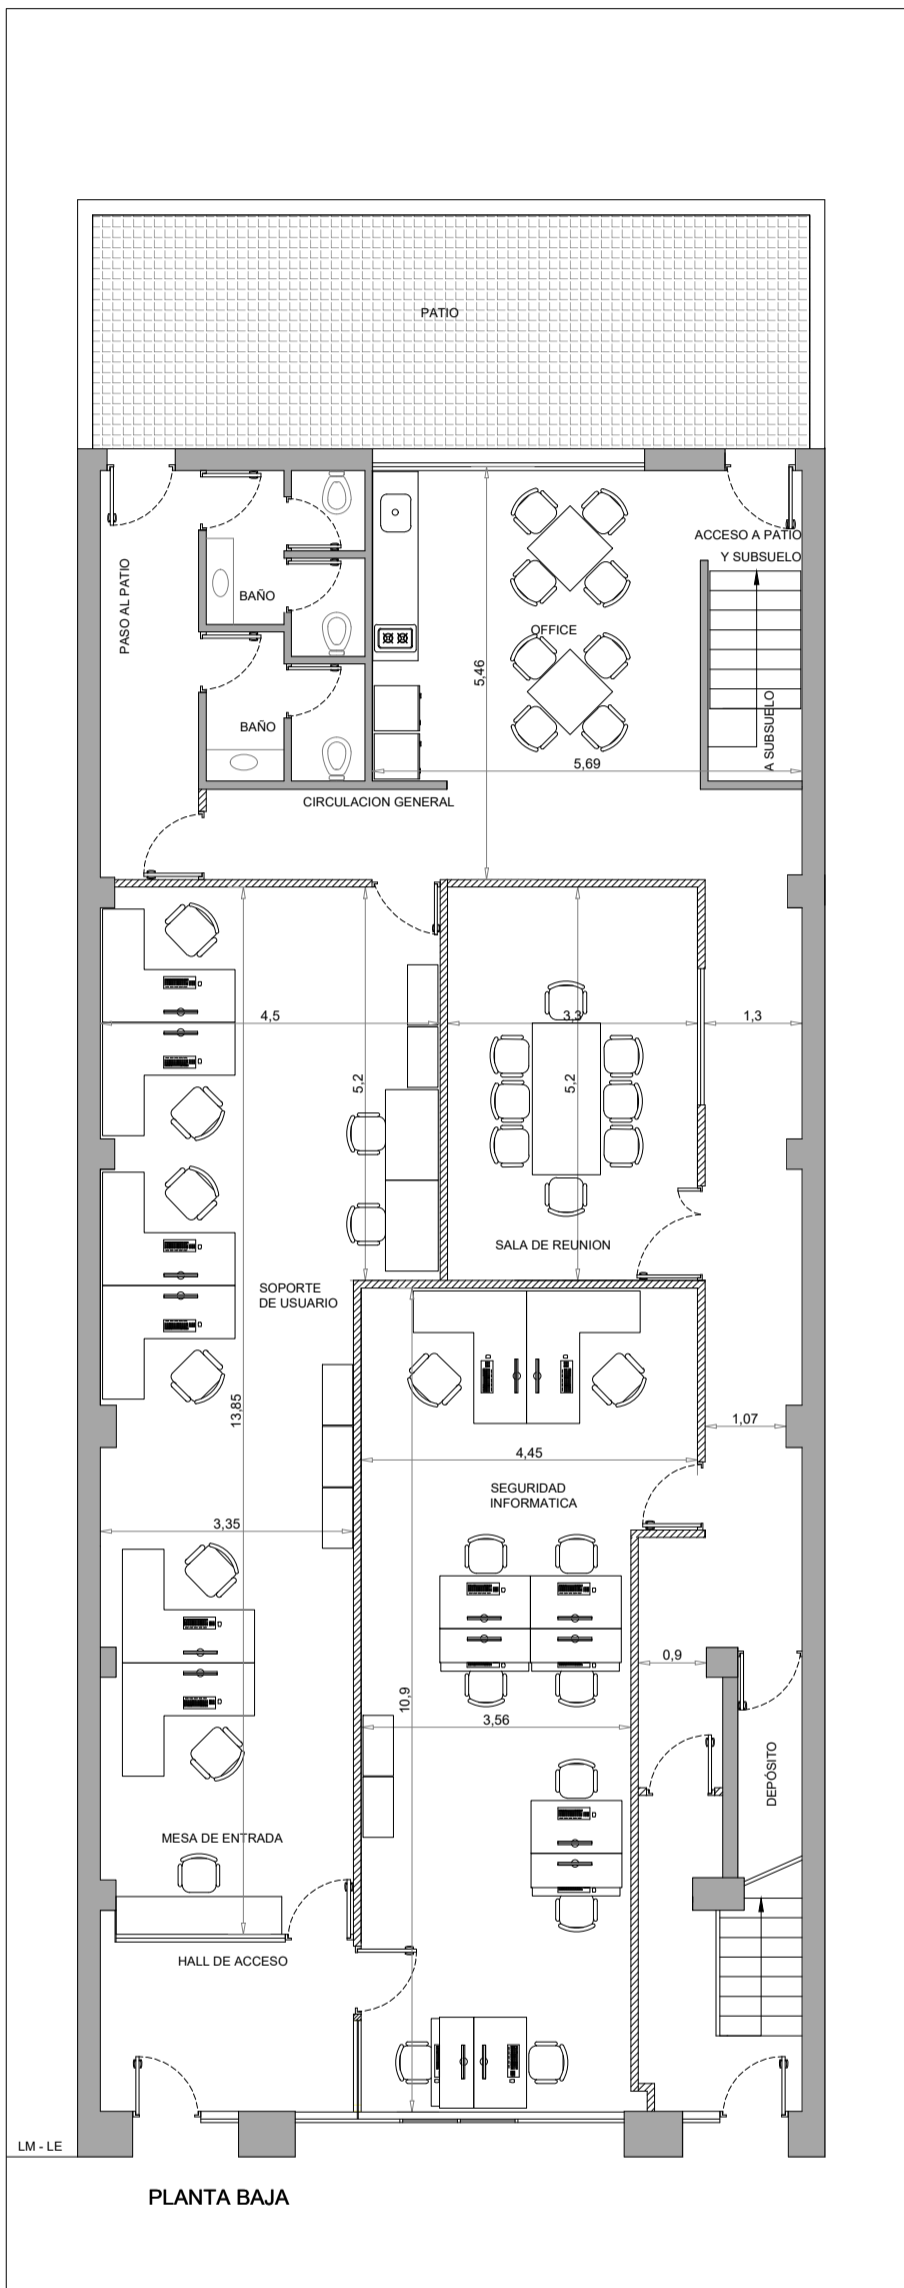 PATIO
ACCESO A PATIO
Y SUBSUELO
PASO AL PATIO
BAÑO
OFFICE
5,46
A SUBSUELO
BAÑO
5,69
CIRCULACION GENERAL
4,5
3,3
1,3
5,2
5,2
SALA DE REUNION
SOPORTE
DE USUARIO
13,85
1,07
4,45
SEGURIDAD
INFORMATICA
3,35
0,9
10,9
3,56
DEPÓSITO
MESA DE ENTRADA
HALL DE ACCESO
LM - LE
PLANTA BAJA